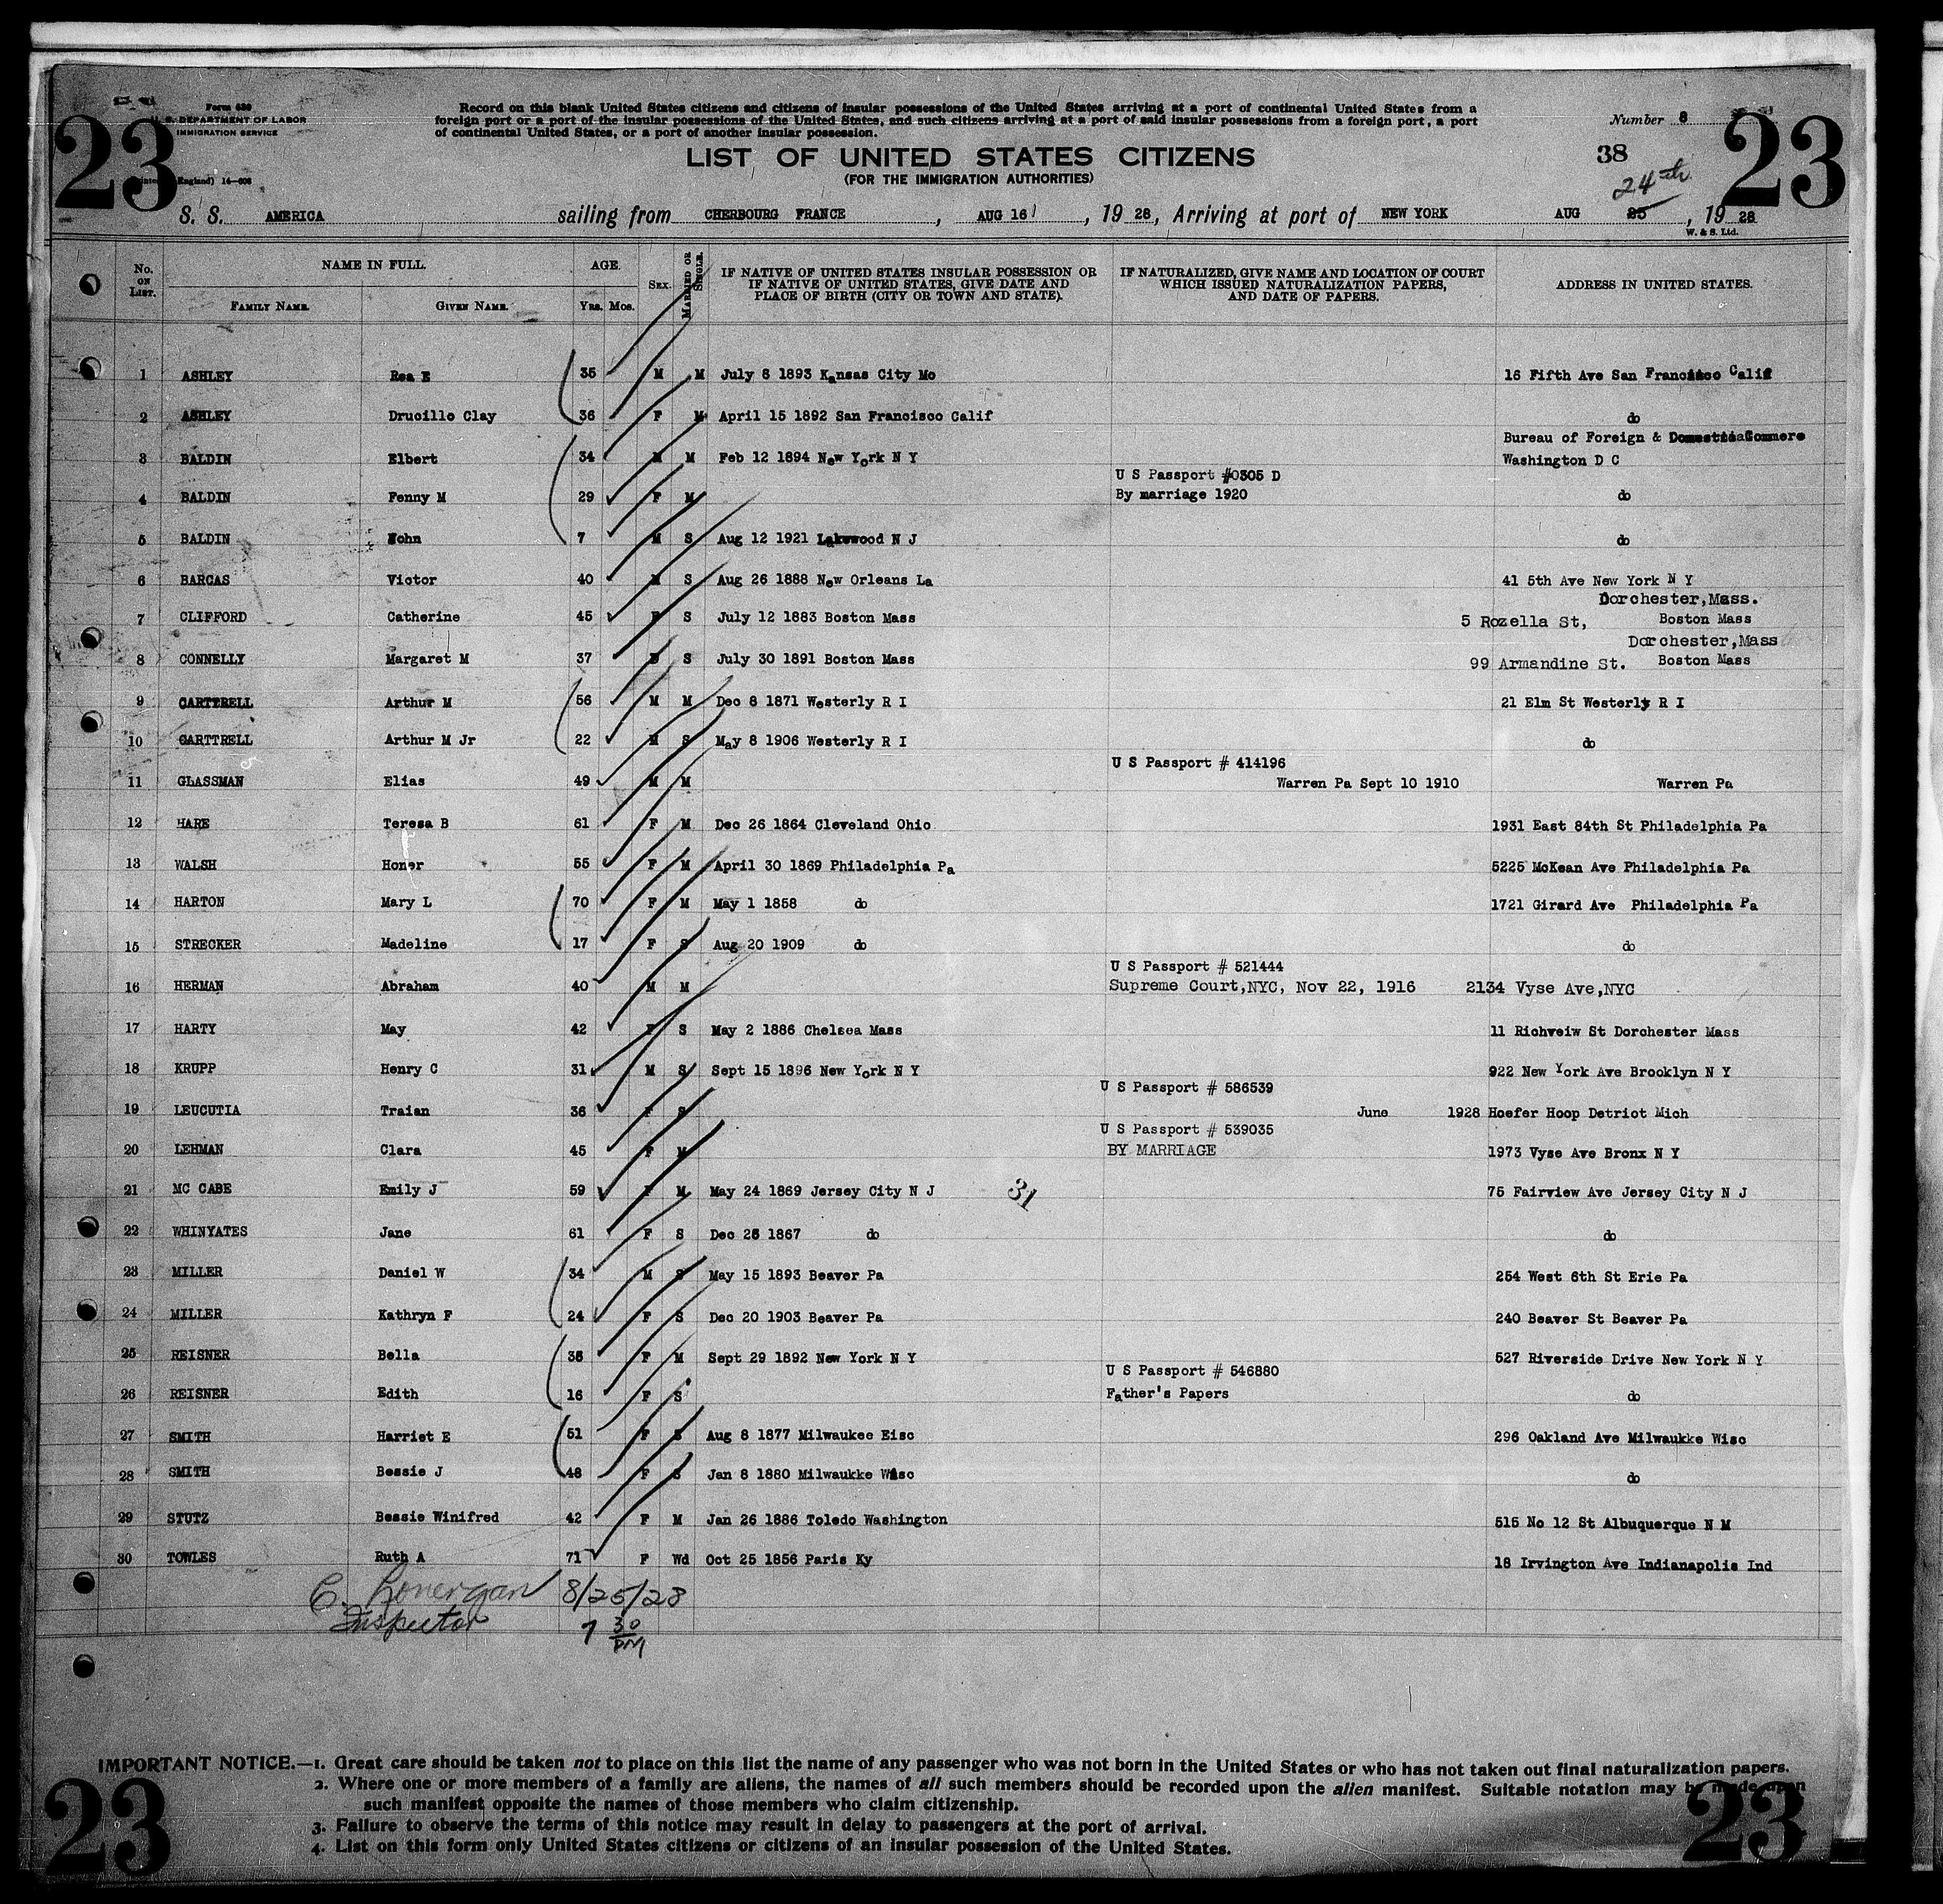 23
Form 630
U. S. DEPARTMENT OF LABOR
IMMIGRATION SERVICE
England) 14—608
Record on this blank United States citizens and citizens of insular possessions of the United States arriving at a port of continental United States from a
foreign port or a port of the insular possessions of the United States, and such citizens arriving at a port of said insular possessions from a foreign port, a port
of continental United States, or a port of another insular possession.
LIST OF UNITED STATES CITIZENS
(FOR THE IMMIGRATION AUTHORITIES)
Number 8
38
24th
23
S. S. AMERICA sailing from CHERBOURG FRANCE, AUG 16, 19 28, Arriving at port of NEW YORK AUG 25, 19 28
W. & S. Ltd.
No. ON LIST. NAME IN FULL. AGE. SEX. MARRIED OR SINGLE. IF NATIVE OF UNITED STATES INSULAR POSSESSION OR IF NATIVE OF UNITED STATES, GIVE DATE AND PLACE OF BIRTH (CITY OR TOWN AND STATE). IF NATURALIZED, GIVE NAME AND LOCATION OF COURT WHICH ISSUED NATURALIZATION PAPERS, AND DATE OF PAPERS. ADDRESS IN UNITED STATES.
FAMILY NAME. GIVEN NAME. Yrs. Mos.
1 ASHLEY Rea E 35 M M July 8 1893 Kansas City Mo 16 Fifth Ave San Francisco Calif
2 ASHLEY Drucillo Clay 36 F M April 15 1892 San Francisco Calif do
Bureau of Foreign & Domestic Commerc
3 BALDIN Elbert 34 M M Feb 12 1894 New York N Y Washington D C
U S Passport #0305 D
4 BALDIN Fenny M 29 F M By marriage 1920 do
5 BALDIN John 7 M S Aug 12 1921 Lakewood N J do
6 BARCAS Victor 40 M S Aug 26 1888 New Orleans La 41 5th Ave New York N Y
Dorchester,Mass.
7 CLIFFORD Catherine 45 F S July 12 1883 Boston Mass 5 Rozella St, Boston Mass
Dorchester,Mass
8 CONNELLY Margaret M 37 S July 30 1891 Boston Mass 99 Armandine St. Boston Mass
9 CARTTRELL Arthur M 56 M M Dec 8 1871 Westerly R I 21 Elm St Westerly R I
10 CARTTRELL Arthur M Jr 22 M S May 8 1906 Westerly R I do
U S Passport # 414196
11 GLASSMAN Elias 49 M M Warren Pa Sept 10 1910 Warren Pa
12 HARE Teresa B 61 F M Dec 26 1864 Cleveland Ohio 1931 East 84th St Philadelphia Pa
13 WALSH Honer 55 F M April 30 1869 Philadelphia Pa 5225 McKean Ave Philadelphia Pa
14 HARTON Mary L 70 F M May 1 1858 do 1721 Girard Ave Philadelphia Pa
15 STRECKER Madeline 17 F S Aug 20 1909 do do
U S Passport # 521444
16 HERMAN Abraham 40 M M Supreme Court,NYC, Nov 22, 1916 2134 Vyse Ave,NYC
17 HARTY May 42 F S May 2 1886 Chelsea Mass 11 Richveiw St Dorchester Mass
18 KRUPP Henry C 31 M S Sept 15 1896 New York N Y 922 New York Ave Brooklyn N Y
U S Passport # 586539
19 LEUCUTIA Traian 36 F S June 1928 Hoefer Hoop Detriot Mich
U S Passport # 539035
20 LEHMAN Clara 45 F M BY MARRIAGE 1973 Vyse Ave Bronx N Y
21 MC CABE Emily J 59 F M May 24 1869 Jersey City N J 31 75 Fairview Ave Jersey City N J
22 WHINYATES Jane 61 F S Dec 26 1867 do do
23 MILLER Daniel W 34 M S May 15 1893 Beaver Pa 254 West 6th St Erie Pa
24 MILLER Kathryn F 24 F S Dec 20 1903 Beaver Pa 240 Beaver St Beaver Pa
25 REISNER Bella 35 F M Sept 29 1892 New York N Y 527 Riverside Drive New York N Y
U S Passport # 546880
26 REISNER Edith 16 F S Father's Papers do
27 SMITH Harriet E 51 F S Aug 8 1877 Milwaukee Eisc 296 Oakland Ave Milwaukke Wisc
28 SMITH Bessie J 48 F S Jan 8 1880 Milwaukke Wisc do
29 STUTZ Bessie Winifred 42 F M Jan 26 1886 Toledo Washington 515 No 12 St Albuquerque N M
30 TOWLES Ruth A 71 F Wd Oct 25 1856 Paris Ky 18 Irvington Ave Indianapolis Ind
C. Lonergan 8/25/28
Inspector 7 30 PM
IMPORTANT NOTICE.—1. Great care should be taken not to place on this list the name of any passenger who was not born in the United States or who has not taken out final naturalization papers.
2. Where one or more members of a family are aliens, the names of all such members should be recorded upon the alien manifest. Suitable notation may be made upon
such manifest opposite the names of those members who claim citizenship.
3. Failure to observe the terms of this notice may result in delay to passengers at the port of arrival.
4. List on this form only United States citizens or citizens of an insular possession of the United States.
23
23